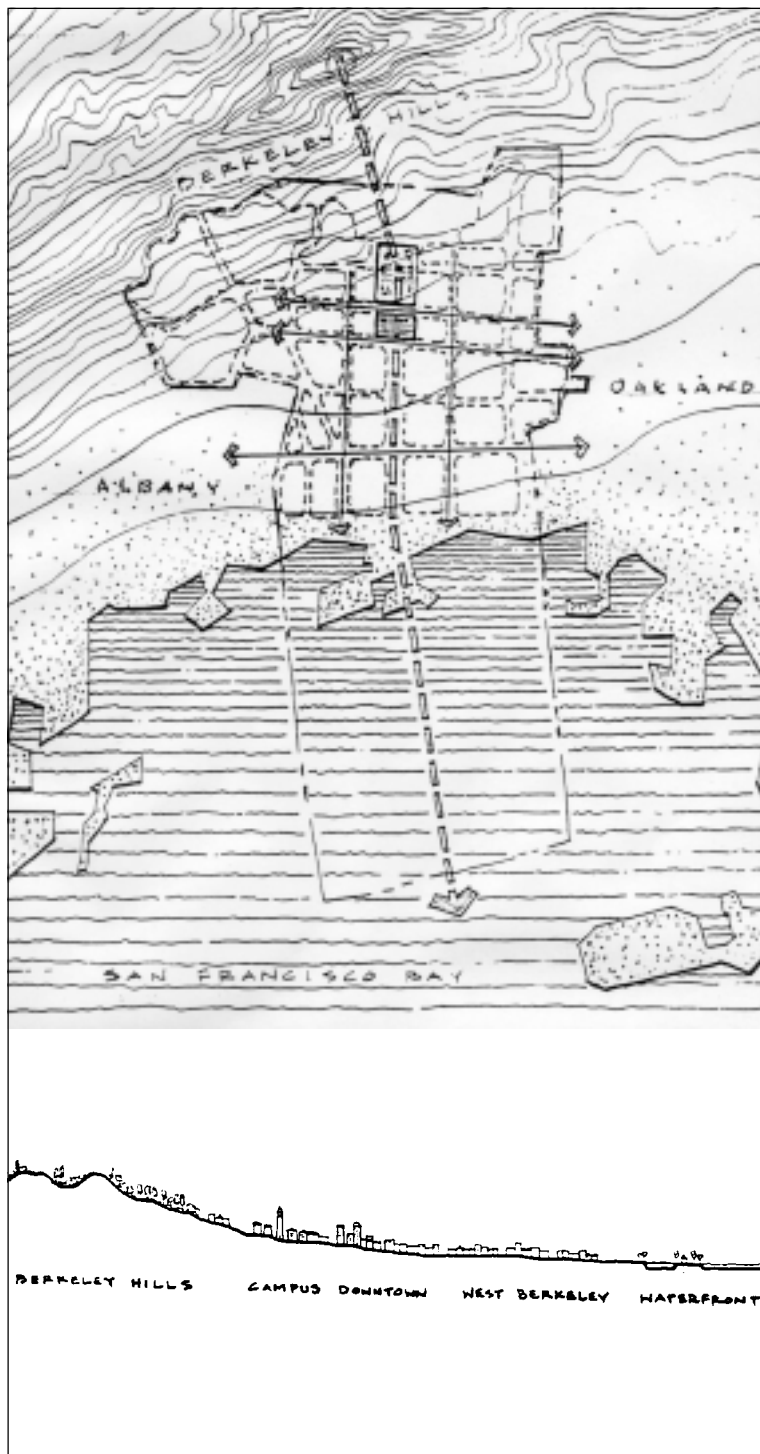 BERKELEY HILLS
OAKLAND
ALBANY
SAN FRANCISCO BAY
BERKELEY HILLS CAMPUS DOWNTOWN WEST BERKELEY WATERFRONT